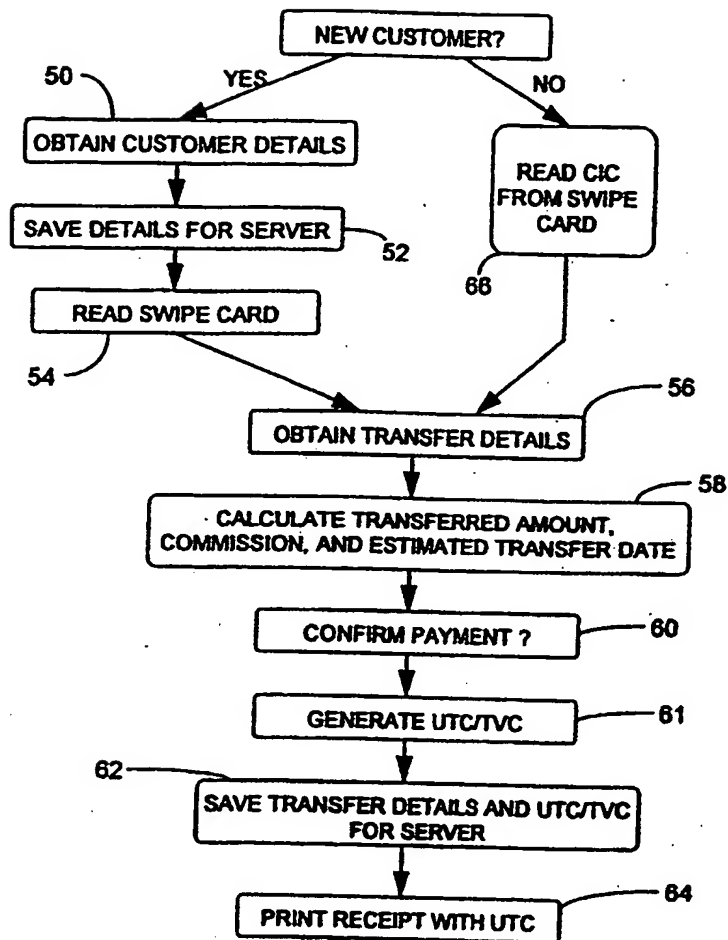 NEW CUSTOMER?
YES
NO
50
OBTAIN CUSTOMER DETAILS
READ CIC
FROM SWIPE
CARD
SAVE DETAILS FOR SERVER
52
66
READ SWIPE CARD
54
56
OBTAIN TRANSFER DETAILS
58
CALCULATE TRANSFERRED AMOUNT,
COMMISSION, AND ESTIMATED TRANSFER DATE
CONFIRM PAYMENT ?
60
GENERATE UTC/TVC
61
62
SAVE TRANSFER DETAILS AND UTC/TVC
FOR SERVER
64
PRINT RECEIPT WITH UTC